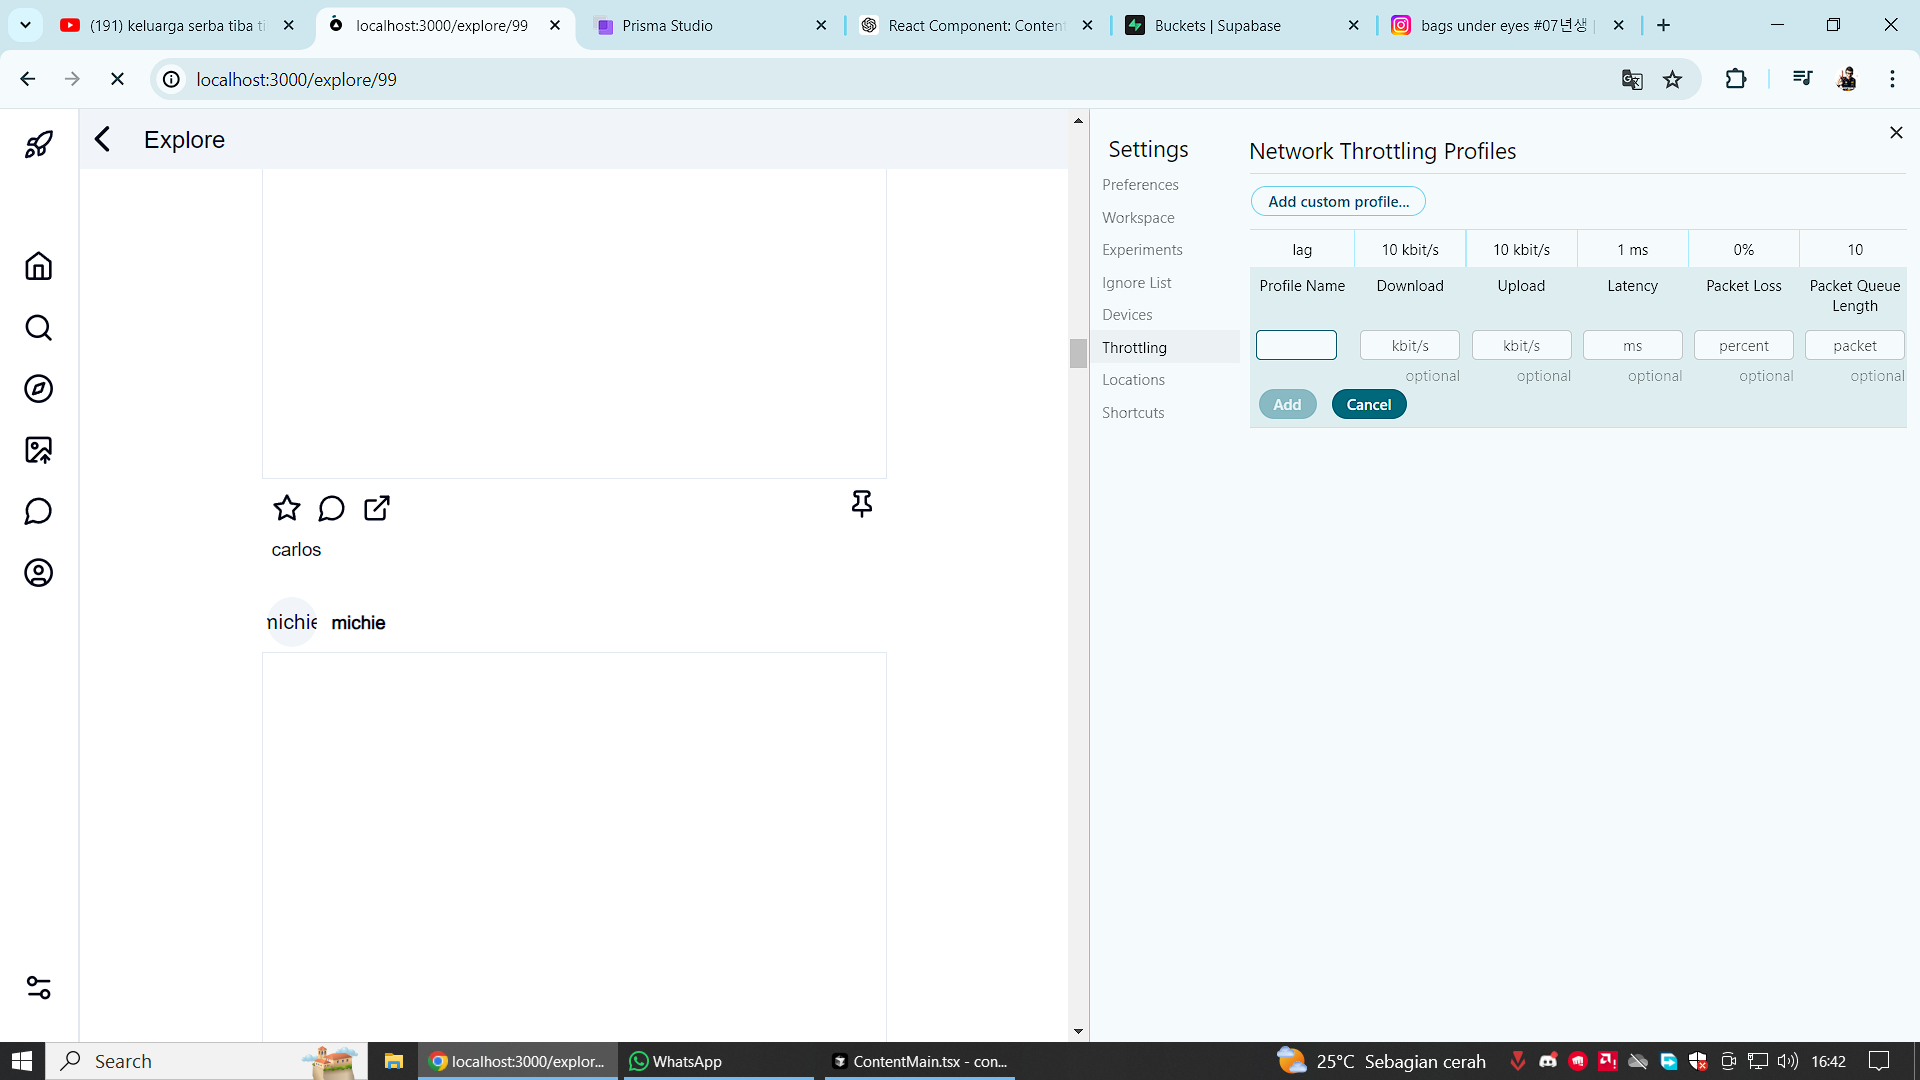 (191) keluarga serba tiba ti
localhost:3000/explore/99
Prisma Studio
React Component: Conten
Buckets | Supabase
bags under eyes #07년생 |
localhost:3000/explore/99
Explore
carlos
michie
michie
Settings
Preferences
Workspace
Experiments
Ignore List
Devices
Throttling
Locations
Shortcuts
Network Throttling Profiles
Add custom profile...
lag 10 kbit/s 10 kbit/s 1 ms 0% 10
Profile Name Download Upload Latency Packet Loss Packet Queue
Length
kbit/s kbit/s ms percent packet
optional optional optional optional optional
Add Cancel
Search
localhost:3000/explor...
WhatsApp
ContentMain.tsx - con...
25°C Sebagian cerah
16:42